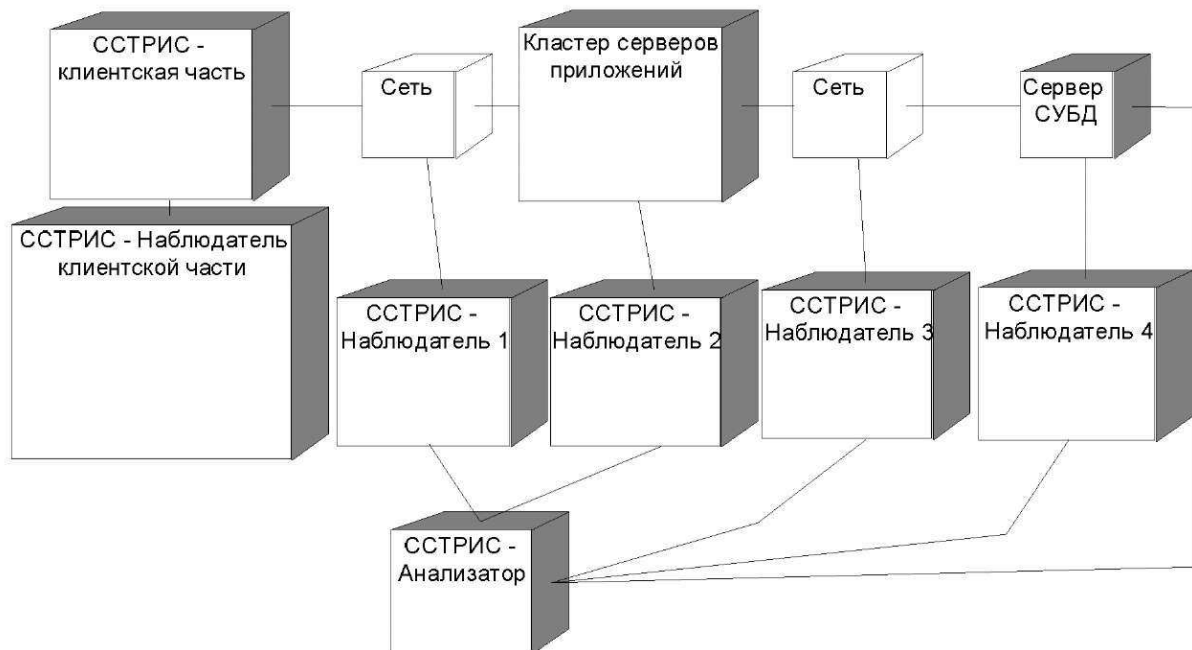 ССТРИС -
клиентская часть
Сеть
Кластер серверов
приложений
Сеть
Сервер
СУБД
ССТРИС - Наблюдатель
клиентской части
ССТРИС -
Наблюдатель 1
ССТРИС -
Наблюдатель 2
ССТРИС -
Наблюдатель 3
ССТРИС -
Наблюдатель 4
ССТРИС -
Анализатор